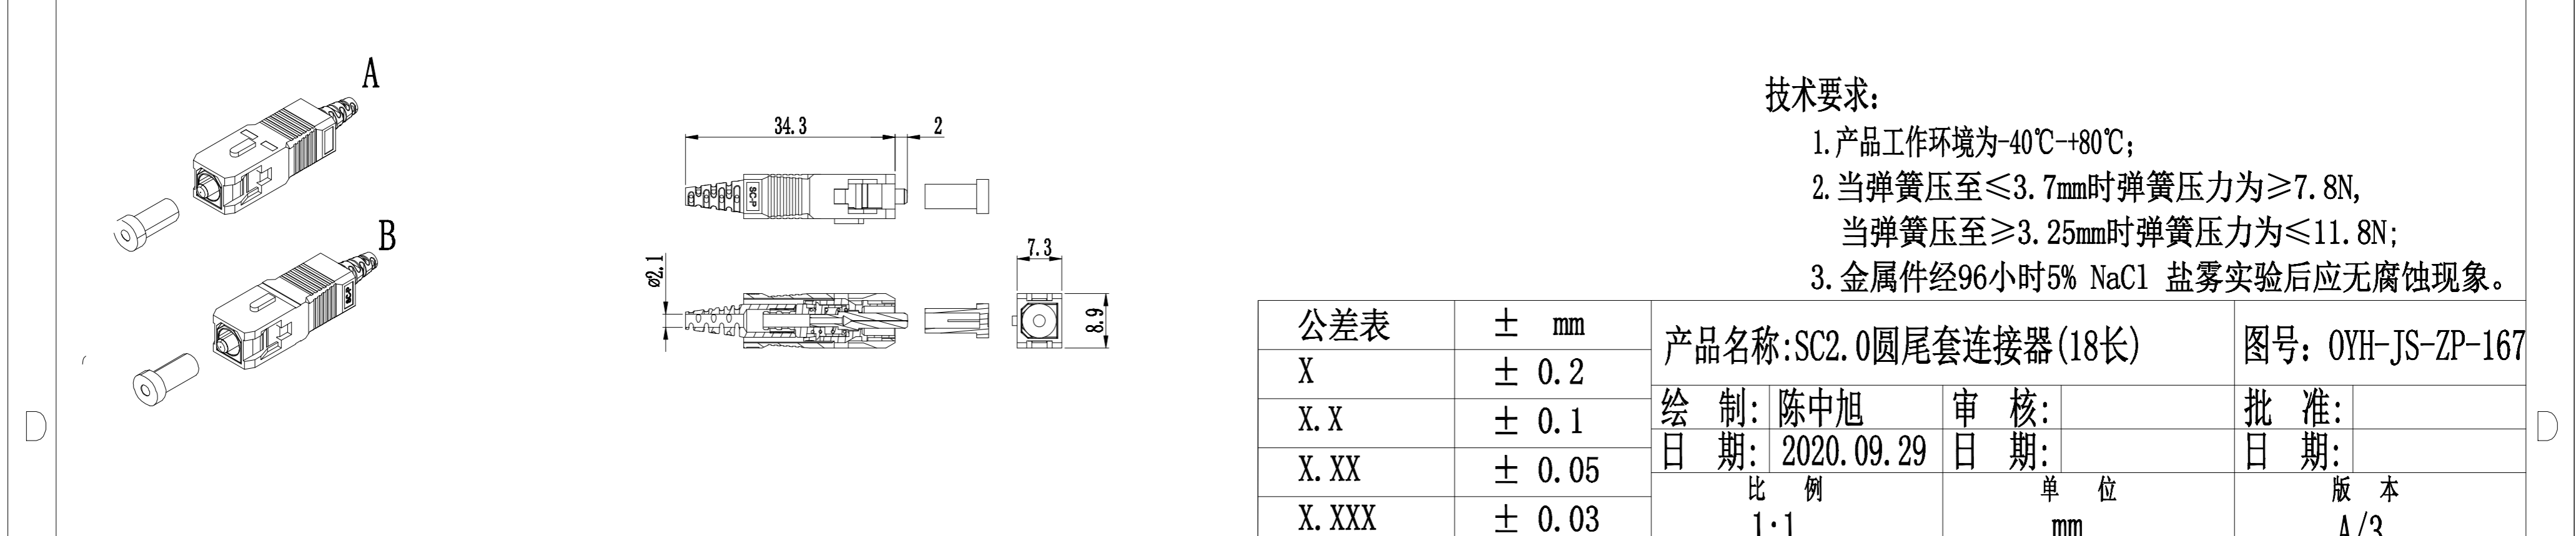 A
B
34.3
2
SC-P
ø2.1
7.3
8.9
技术要求:
1.产品工作环境为-40℃-+80℃;
2.当弹簧压至≤3.7mm时弹簧压力为≥7.8N,
当弹簧压至≥3.25mm时弹簧压力为≤11.8N;
3.金属件经96小时5% NaCl 盐雾实验后应无腐蚀现象。
公差表 ± mm
X ± 0.2
X.X ± 0.1
X.XX ± 0.05
X.XXX ± 0.03
产品名称:SC2.0圆尾套连接器(18长)
图号: OYH-JS-ZP-167
绘 制: 陈中旭 审 核: 批 准:
日 期: 2020.09.29 日 期: 日 期:
比 例 单 位 版 本
1:1 mm A/3
D
D